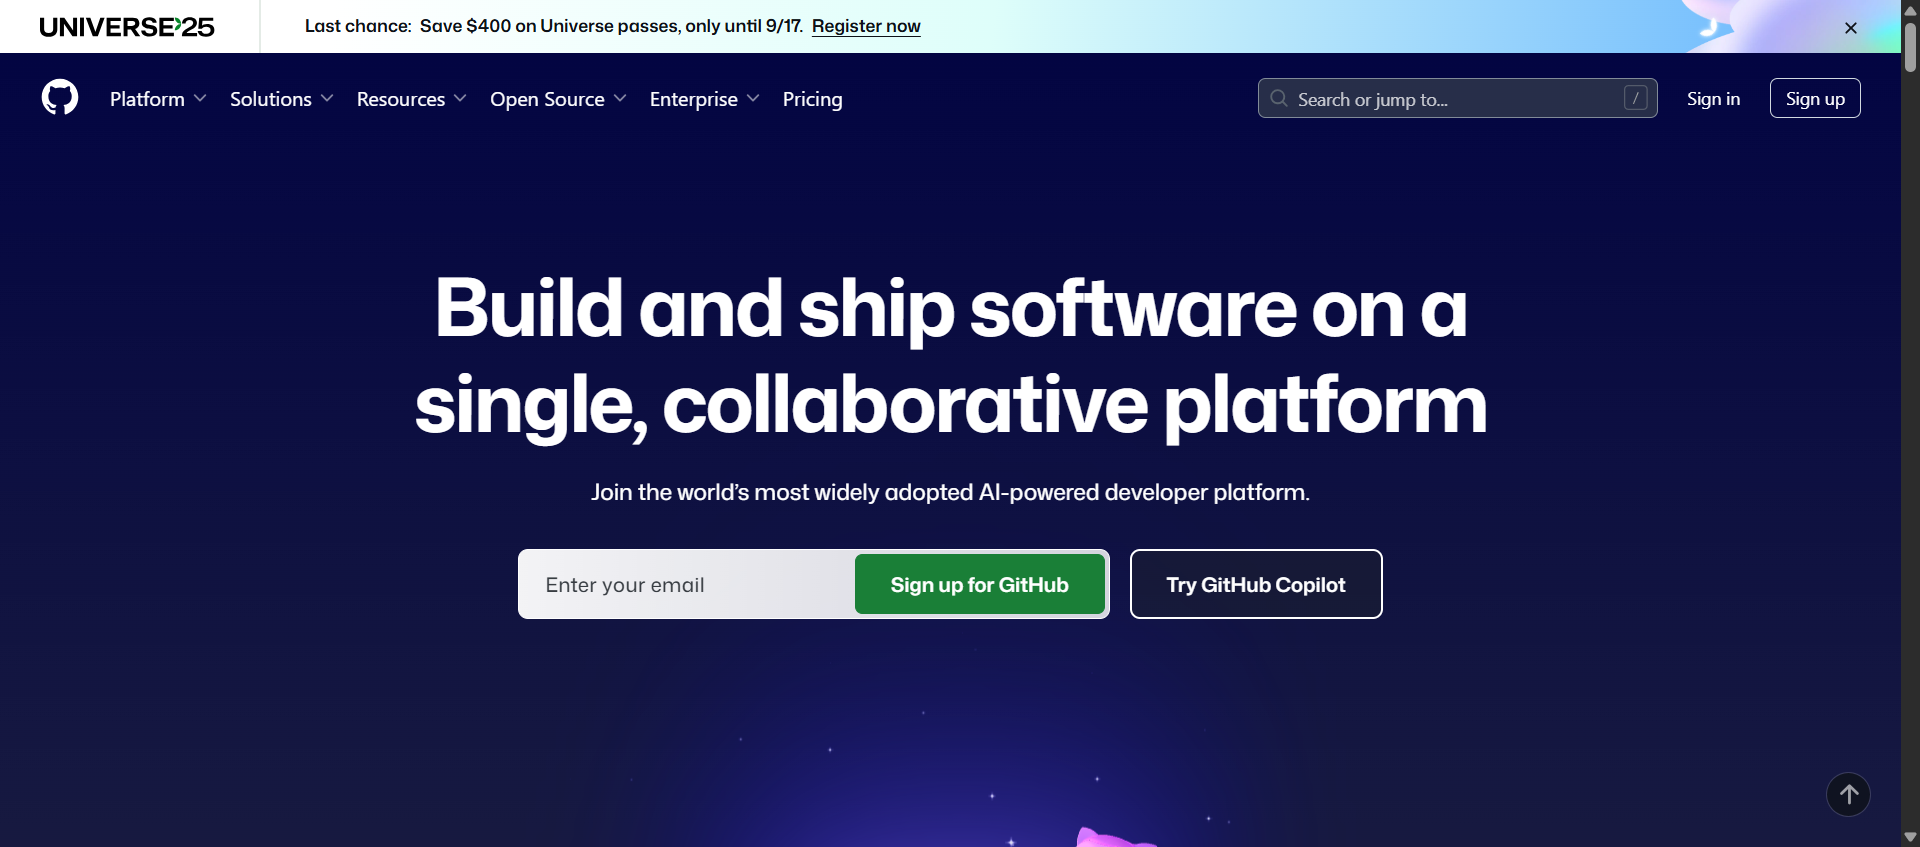 UNIVERSE'25
Last chance: Save $400 on Universe passes, only until 9/17. Register now
Platform Solutions Resources Open Source Enterprise Pricing
Search or jump to... /
Sign in
Sign up
Build and ship software on a
single, collaborative platform
Join the world’s most widely adopted AI-powered developer platform.
Enter your email
Sign up for GitHub
Try GitHub Copilot